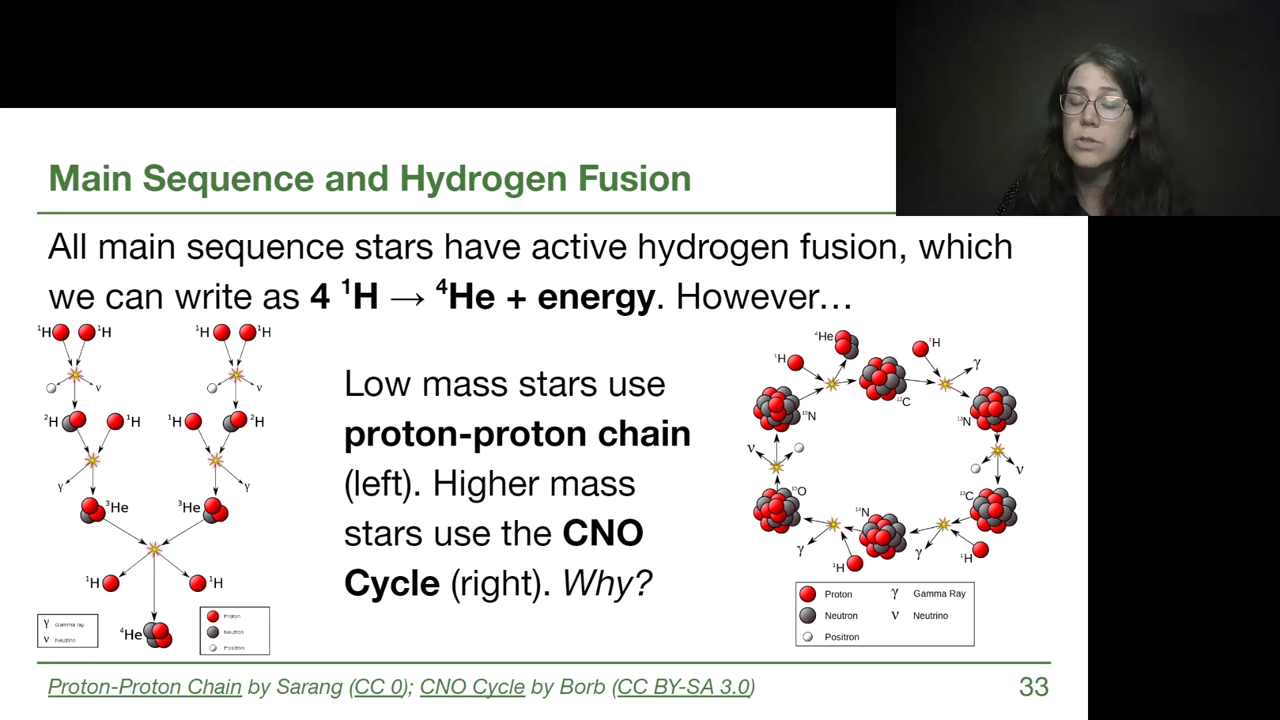 Main Sequence and Hydrogen Fusion
All main sequence stars have active hydrogen fusion, which
we can write as 4 ¹H → ⁴He + energy. However…
¹H ¹H ¹H ¹H
ν ν
²H ¹H ¹H ²H
γ γ
³He ³He
¹H ¹H
⁴He
γ Gamma ray
ν Neutrino
Proton
Neutron
Positron
Low mass stars use
proton-proton chain
(left). Higher mass
stars use the CNO
Cycle (right). Why?
⁴He ¹H
¹H γ
¹²C
¹⁵N ¹³N
ν ν
¹⁵O ¹³C
¹⁴N
γ γ
¹H ¹H
Proton γ Gamma Ray
Neutron ν Neutrino
Positron
Proton-Proton Chain by Sarang (CC 0); CNO Cycle by Borb (CC BY-SA 3.0)
33